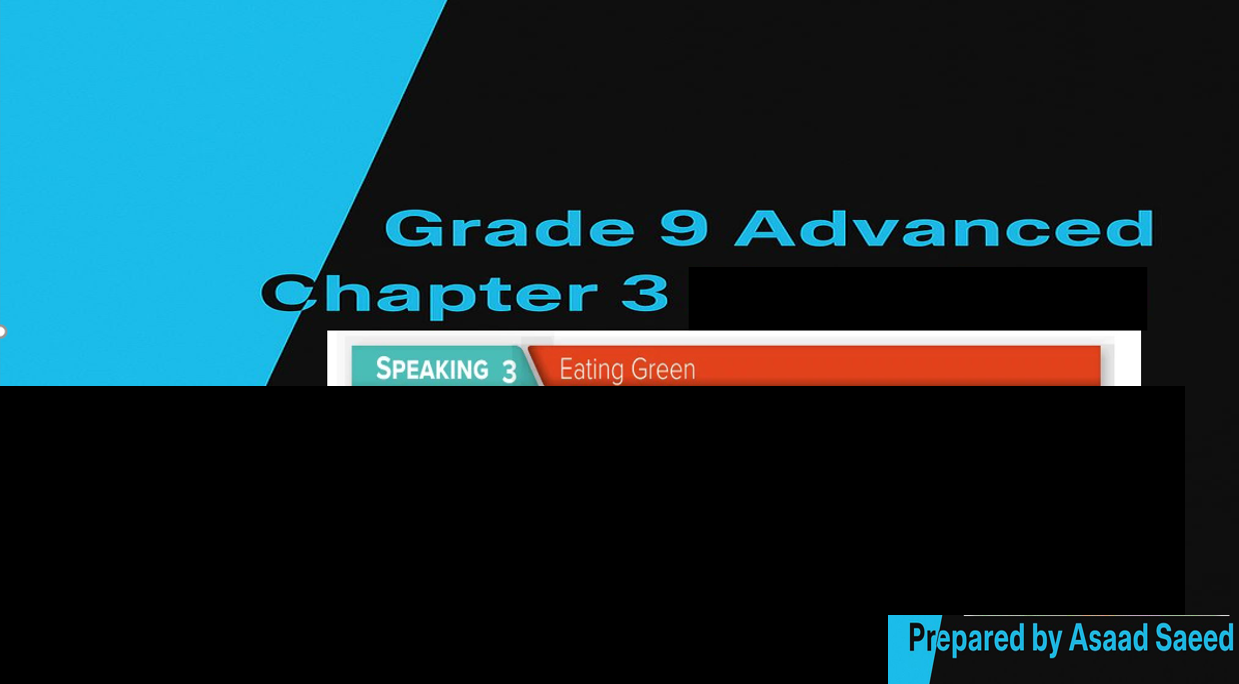 Grade 9 Advanced
Chapter 3
SPEAKING 3 Eating Green
Prepared by Asaad Saeed